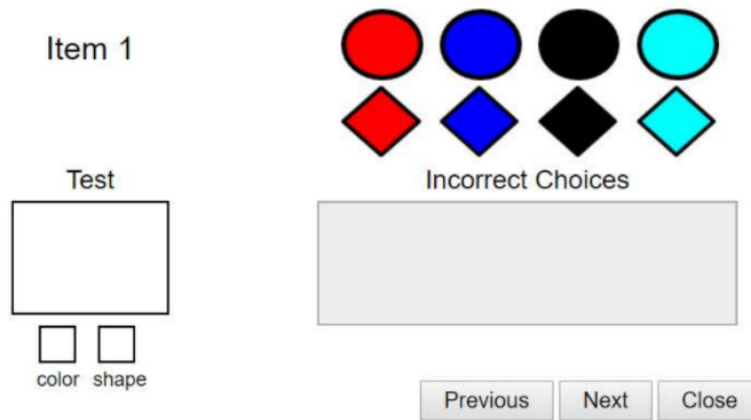 Item 1
Test
Incorrect Choices
color shape
Previous Next Close